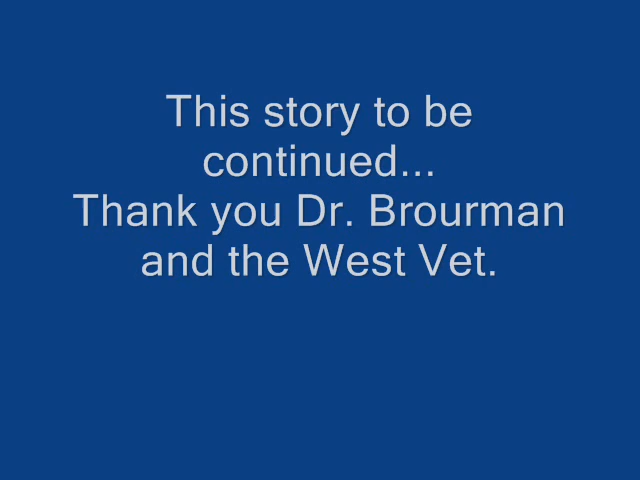 This story to be
continued...
Thank you Dr. Brourman
and the West Vet.